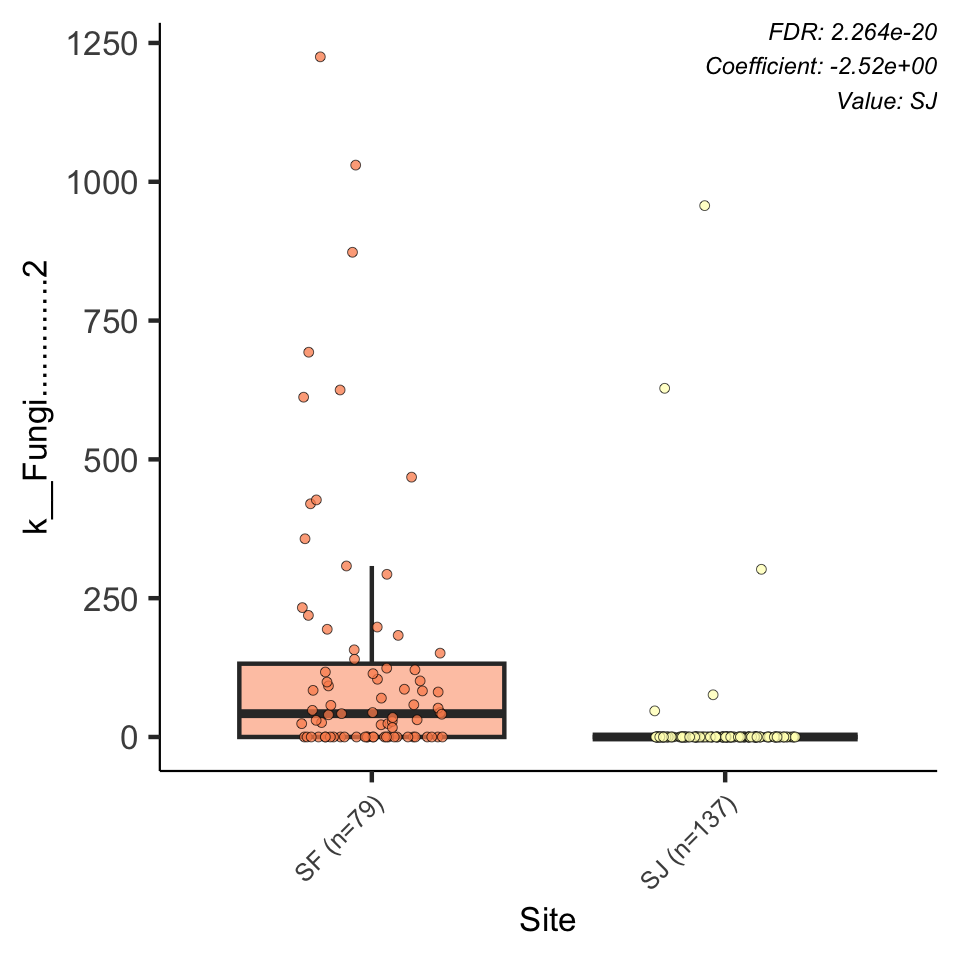 FDR: 2.264e-20
Coefficient: -2.52e+00
Value: SJ
1250
1000
750
500
250
0
k__Fungi............2
SF (n=79)
SJ (n=137)
Site